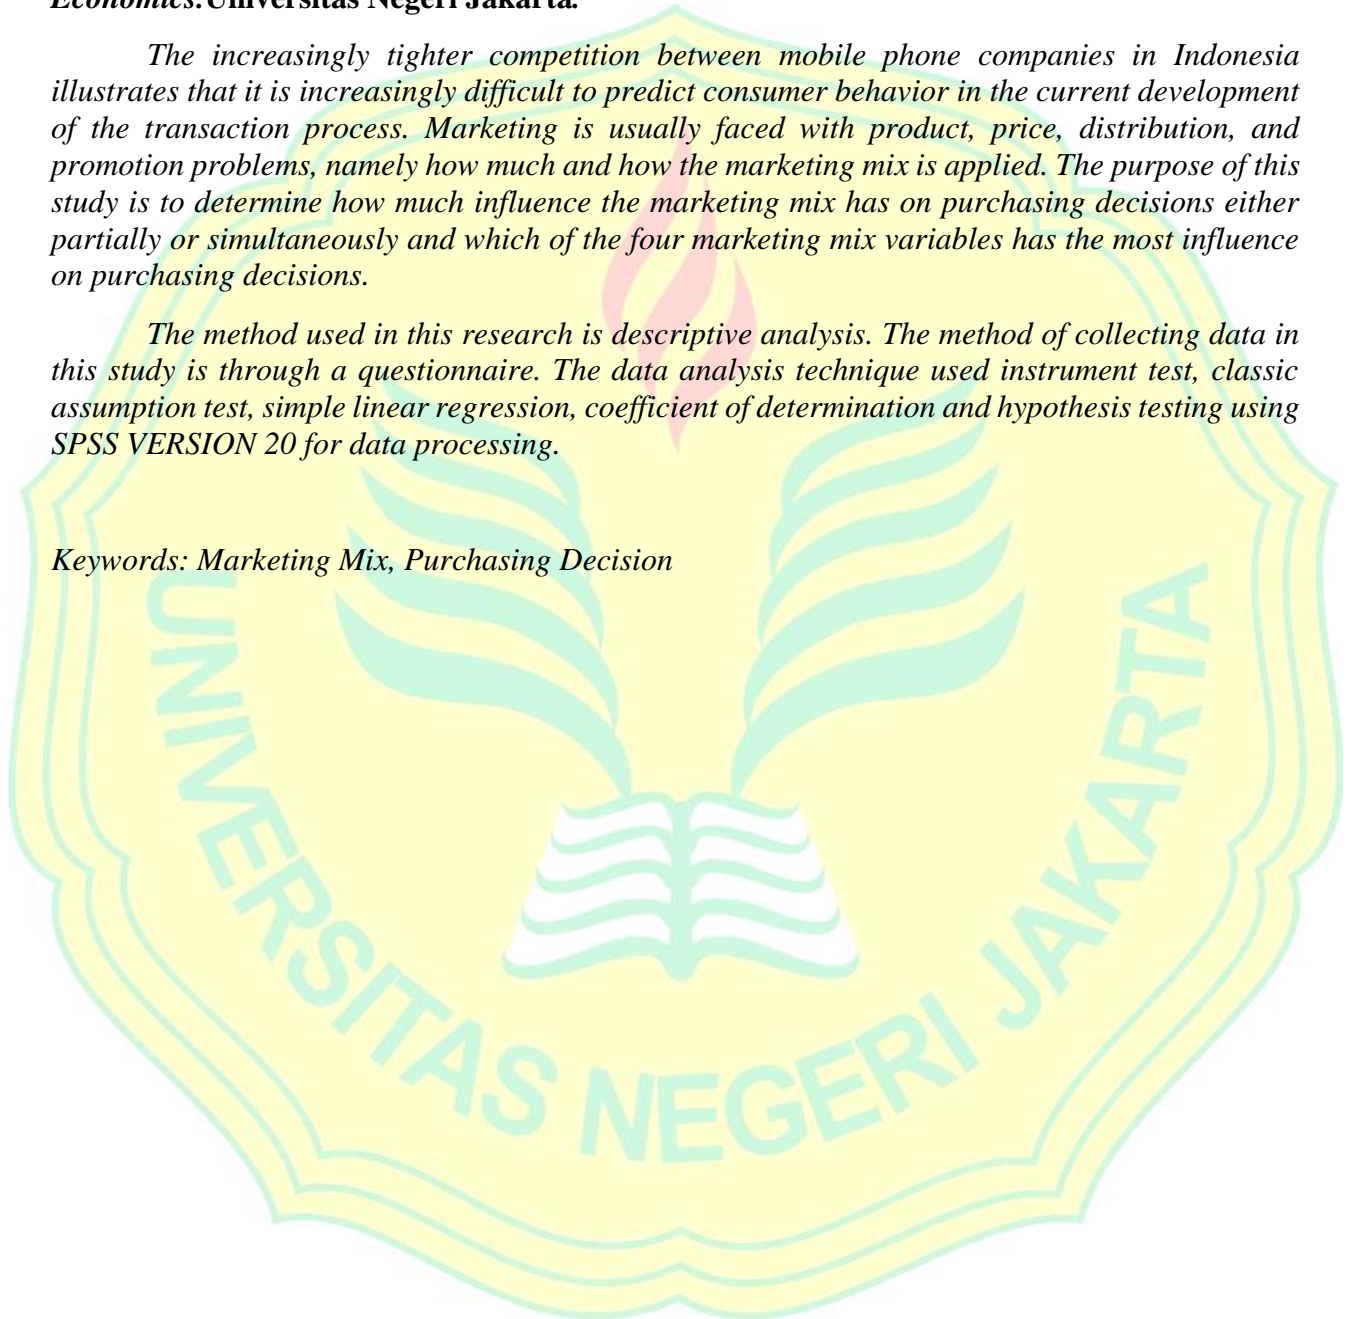 Economics. Universitas Negeri Jakarta.
The increasingly tighter competition between mobile phone companies in Indonesia
illustrates that it is increasingly difficult to predict consumer behavior in the current development
of the transaction process. Marketing is usually faced with product, price, distribution, and
promotion problems, namely how much and how the marketing mix is applied. The purpose of this
study is to determine how much influence the marketing mix has on purchasing decisions either
partially or simultaneously and which of the four marketing mix variables has the most influence
on purchasing decisions.
The method used in this research is descriptive analysis. The method of collecting data in
this study is through a questionnaire. The data analysis technique used instrument test, classic
assumption test, simple linear regression, coefficient of determination and hypothesis testing using
SPSS VERSION 20 for data processing.
Keywords: Marketing Mix, Purchasing Decision
UNIVERSITAS NEGERI JAKARTA